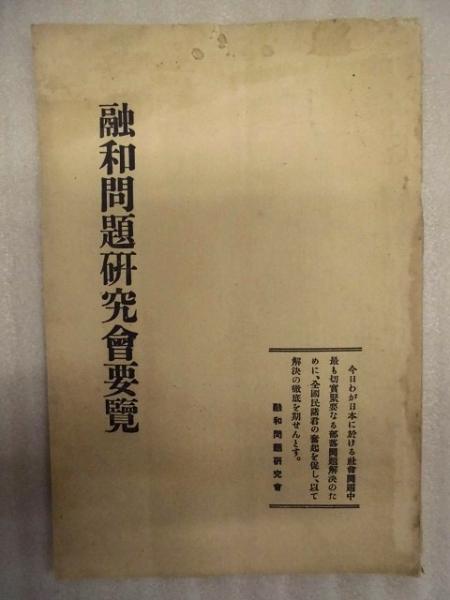 融和問題研究會要覽
今日わが日本に於ける社會問題中
最も切實緊要なる部落問題解決のた
めに、全國民諸君の奮起を促し、以て
解決の徹底を期せんとす。
融和問題研究會